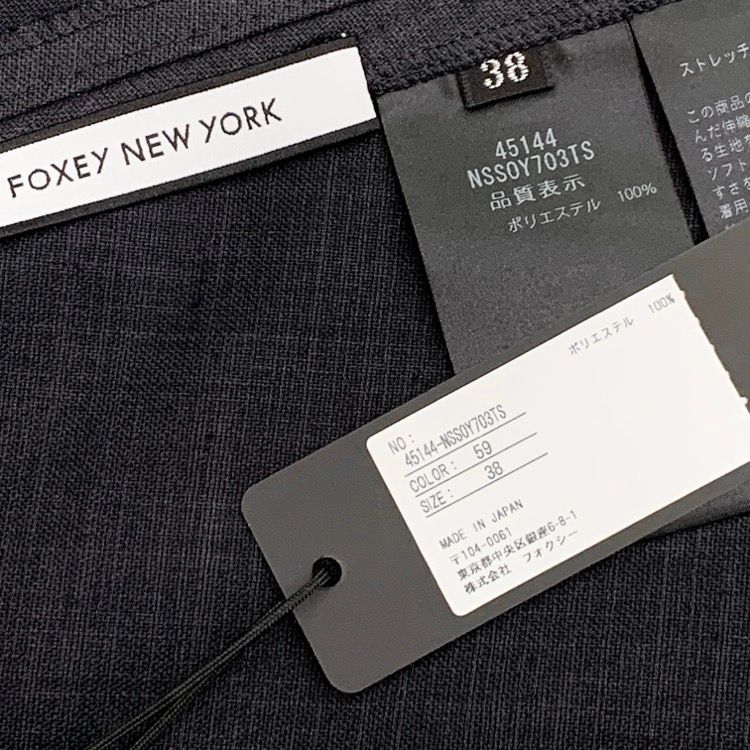 FOXEY NEW YORK
38
45144
NSSOY703TS
品質表示
ポリエステル 100%
ストレッチ
この商品の
んだ伸縮
る生地を
ソフト
すさを
着用
ポリエステル 100%
NO:
45144-NSSOY703TS
COLOR: 59
SIZE: 38
MADE IN JAPAN
〒104-0061
東京都中央区銀座6-8-1
株式会社 フォクシー